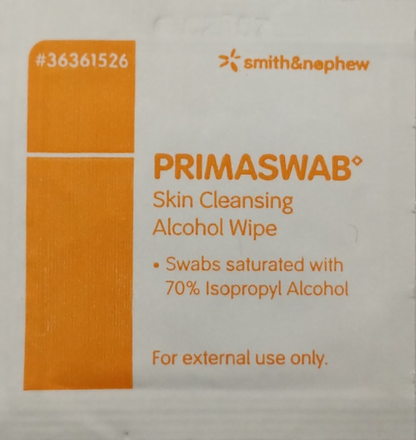 #36361526
smith&nephew
PRIMASWAB◊
Skin Cleansing
Alcohol Wipe
• Swabs saturated with
70% Isopropyl Alcohol
For external use only.